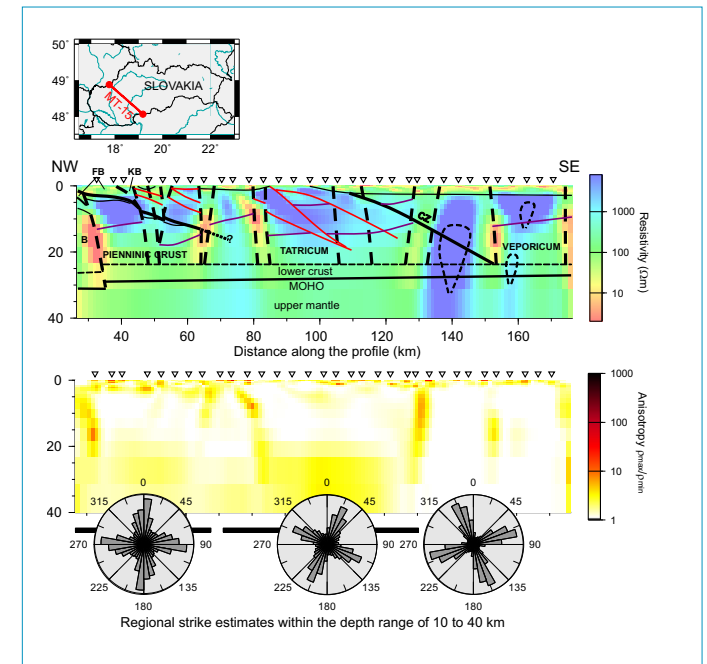 50˚
49˚
48˚
SLOVAKIA
MT-15
18˚ 20˚ 22˚
NW SE
FB KB
0
20
40
B
PIENNINIC CRUST
?
TATRICUM
CZ
VEPORICUM
lower crust
MOHO
upper mantle
40 60 80 100 120 140 160
Distance along the profile (km)
1000
100
10
Resistivity (Ωm)
0
20
40
1000
100
10
1
Anisotropy ρmax/ρmin
0 45 90 135 180 225 270 315
0 45 90 135 180 225 270 315
0 45 90 135 180 225 270 315
Regional strike estimates within the depth range of 10 to 40 km